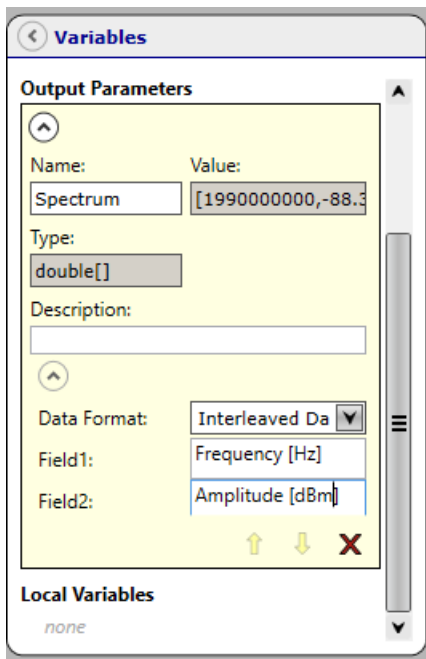 Variables
Output Parameters
Name: Value:
Spectrum [1990000000,-88.3
Type:
double[]
Description:
Data Format: Interleaved Da
Field1: Frequency [Hz]
Field2: Amplitude [dBm]
Local Variables
none